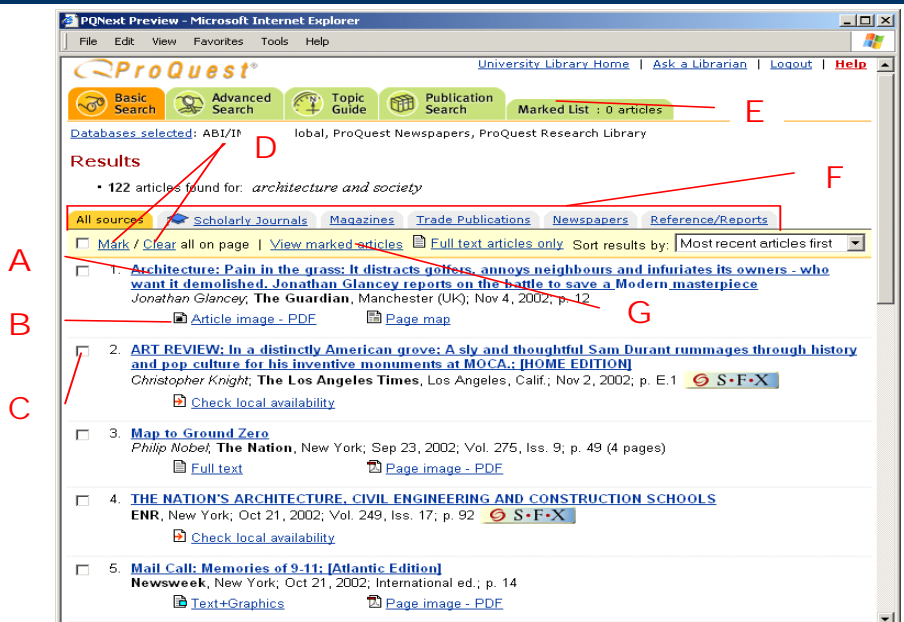 PQNext Preview - Microsoft Internet Explorer
File Edit View Favorites Tools Help
ProQuest®
University Library Home | Ask a Librarian | Logout | Help
Basic Search
Advanced Search
Topic Guide
Publication Search
Marked List : 0 articles
E
Databases selected: lobal, ProQuest Newspapers, ProQuest Research Library
D
Results
F
• 122 articles found for: architecture and society
All sources Scholarly Journals Magazines Trade Publications Newspapers Reference/Reports
Mark / Clear all on page | View marked articles Full text articles only Sort results by: Most recent articles first
A
1. Architecture: Pain in the grass: It distracts golfers, annoys neighbours and infuriates its owners - who
want it demolished. Jonathan Glancey reports on the battle to save a Modern masterpiece
Jonathan Glancey; The Guardian, Manchester (UK); Nov 4, 2002; p. 12
G
B
Article image - PDF Page map
2. ART REVIEW; In a distinctly American grove; A sly and thoughtful Sam Durant rummages through history
and pop culture for his inventive monuments at MOCA.; [HOME EDITION]
Christopher Knight; The Los Angeles Times, Los Angeles, Calif.; Nov 2, 2002; p. E.1 S•F•X
C
Check local availability
3. Map to Ground Zero
Philip Nobel; The Nation, New York; Sep 23, 2002; Vol. 275, Iss. 9; p. 49 (4 pages)
Full text Page image - PDF
4. THE NATION'S ARCHITECTURE, CIVIL ENGINEERING AND CONSTRUCTION SCHOOLS
ENR, New York; Oct 21, 2002; Vol. 249, Iss. 17; p. 92 S•F•X
Check local availability
5. Mail Call: Memories of 9-11; [Atlantic Edition]
Newsweek, New York; Oct 21, 2002; International ed.; p. 14
Text+Graphics Page image - PDF